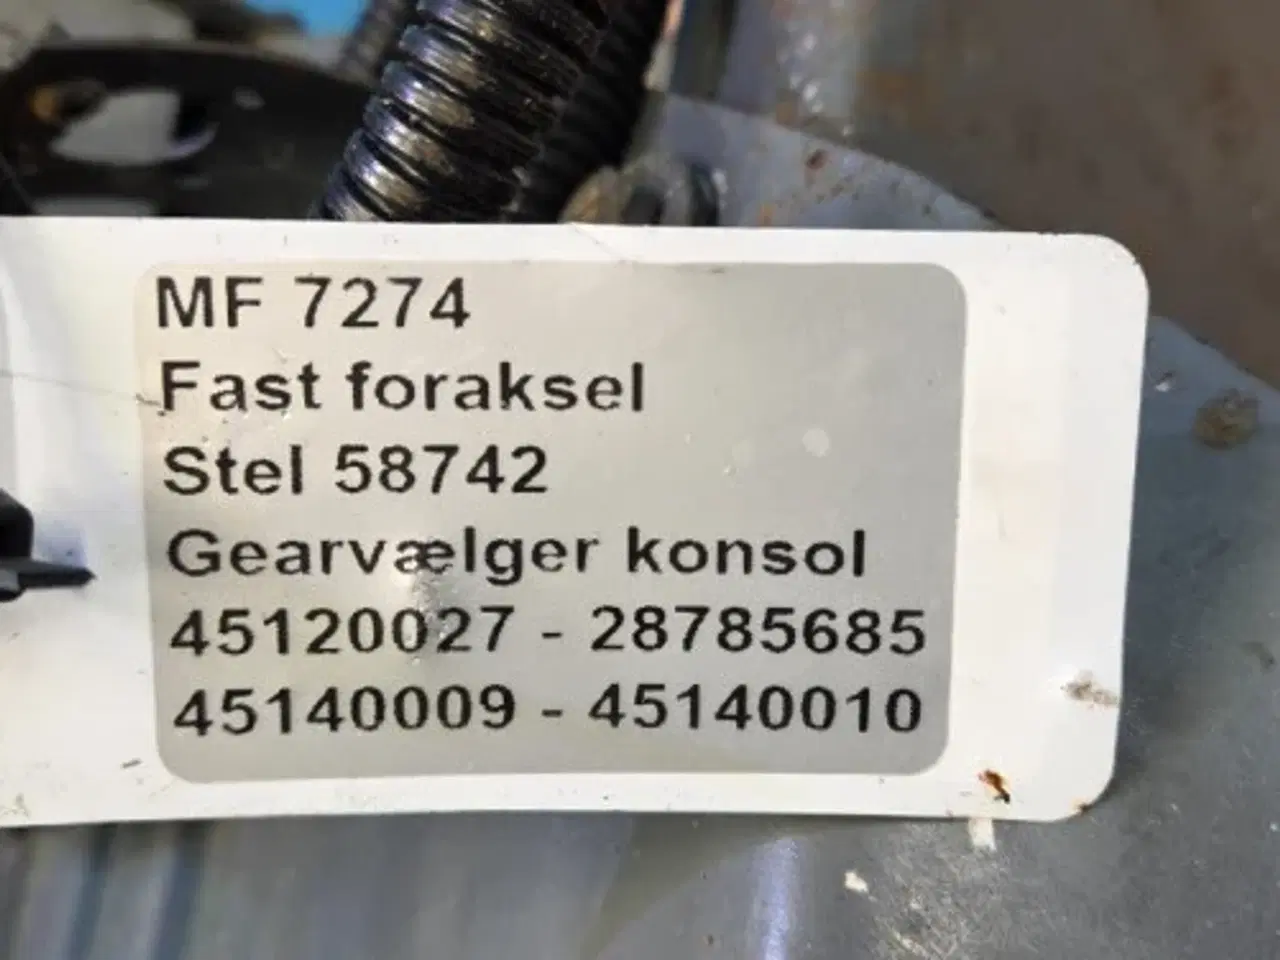 MF 7274
Fast foraksel
Stel 58742
Gearvælger konsol
45120027 - 28785685
45140009 - 45140010